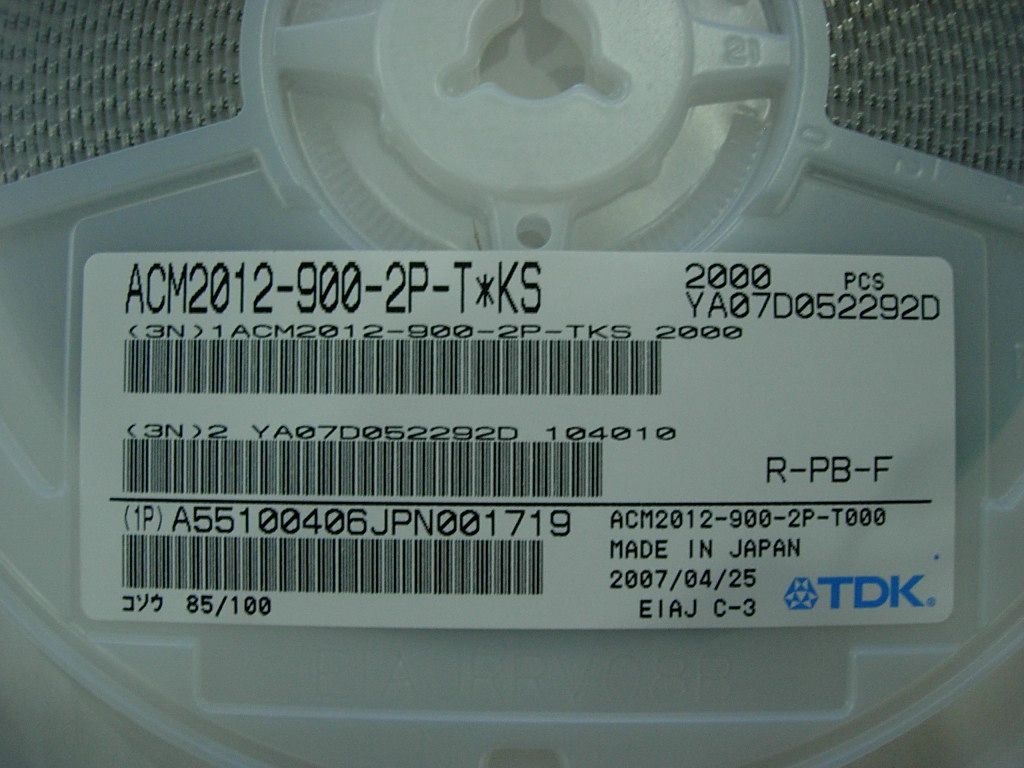 ACM2012-900-2P-T*KS
2000 PCS
YA07D052292D
(3N)1ACM2012-900-2P-TKS 2000
(3N)2 YA07D052292D 104010
R-PB-F
(1P) A55100406JPN001719
ACM2012-900-2P-T000
MADE IN JAPAN
2007/04/25
コソウ 85/100
EIAJ C-3
TDK